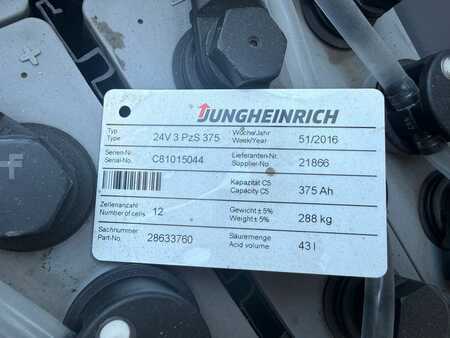 JUNGHEINRICH
Typ
Type 24V 3 PzS 375 Woche/Jahr
Week/Year 51/2016
Serien-Nr.
Serial-No. C81015044 Lieferanten-Nr.
Supplier-No. 21866
Kapazität C5
Capacity C5 375 Ah
Zellenanzahl
Number of cells 12 Gewicht ± 5%
Weight ± 5% 288 kg
Sachnummer
Part-No. 28633760 Säuremenge
Acid volume 43 l